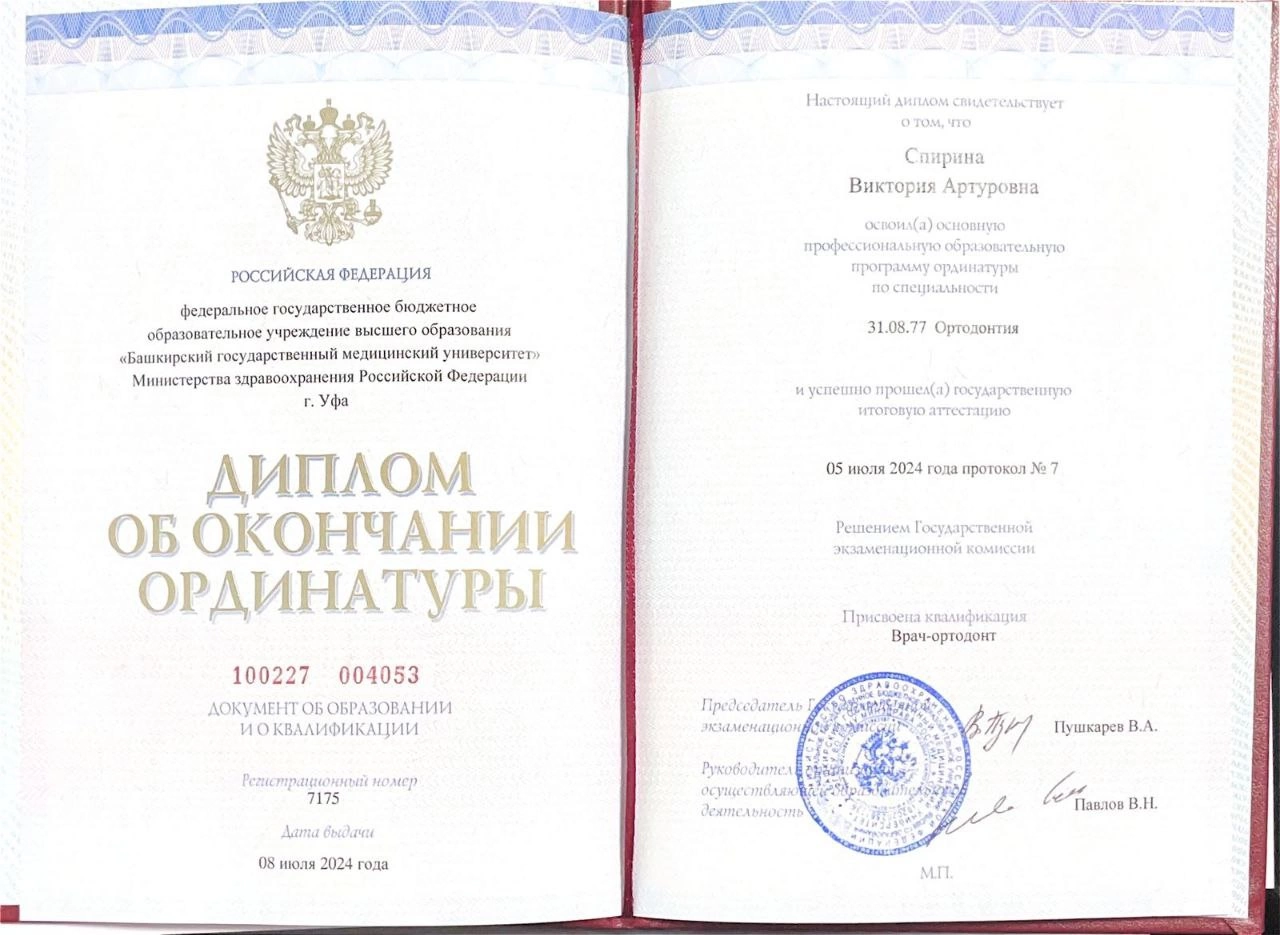 РОССИЙСКАЯ ФЕДЕРАЦИЯ
федеральное государственное бюджетное
образовательное учреждение высшего образования
«Башкирский государственный медицинский университет»
Министерства здравоохранения Российской Федерации
г. Уфа
ДИПЛОМ
ОБ ОКОНЧАНИИ
ОРДИНАТУРЫ
100227 004053
ДОКУМЕНТ ОБ ОБРАЗОВАНИИ
И О КВАЛИФИКАЦИИ
Регистрационный номер
7175
Дата выдачи
08 июля 2024 года
Настоящий диплом свидетельствует
о том, что
Спирина
Виктория Артуровна
освоил(а) основную
профессиональную образовательную
программу ординатуры
по специальности
31.08.77 Ортодонтия
и успешно прошел(а) государственную
итоговую аттестацию
05 июля 2024 года протокол № 7
Решением Государственной
экзаменационной комиссии
Присвоена квалификация
Врач-ортодонт
Председатель
экзаменационной комиссии
Пушкарев В.А.
Руководитель
осуществляющей образовательную
деятельность
Павлов В.Н.
М.П.